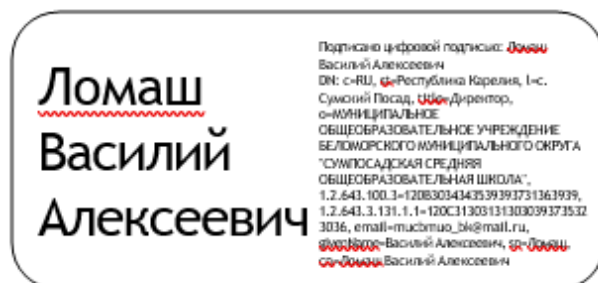 Ломаш
Василий
Алексеевич
Подписано цифровой подписью: Ломаш
Василий Алексеевич
DN: c=RU, st=Республика Карелия, l=с.
Сумский Посад, title=Директор,
o=МУНИЦИПАЛЬНОЕ
ОБЩЕОБРАЗОВАТЕЛЬНОЕ УЧРЕЖДЕНИЕ
БЕЛОМОРСКОГО МУНИЦИПАЛЬНОГО ОКРУГА
"СУМПОСАДСКАЯ СРЕДНЯЯ
ОБЩЕОБРАЗОВАТЕЛЬНАЯ ШКОЛА",
1.2.643.100.3=120B3034343539393731363939,
1.2.643.3.131.1.1=120C31303131303039373532
3036, email=mucbmuo_bk@mail.ru,
givenName=Василий Алексеевич, sn=Ломаш,
cn=Ломаш Василий Алексеевич